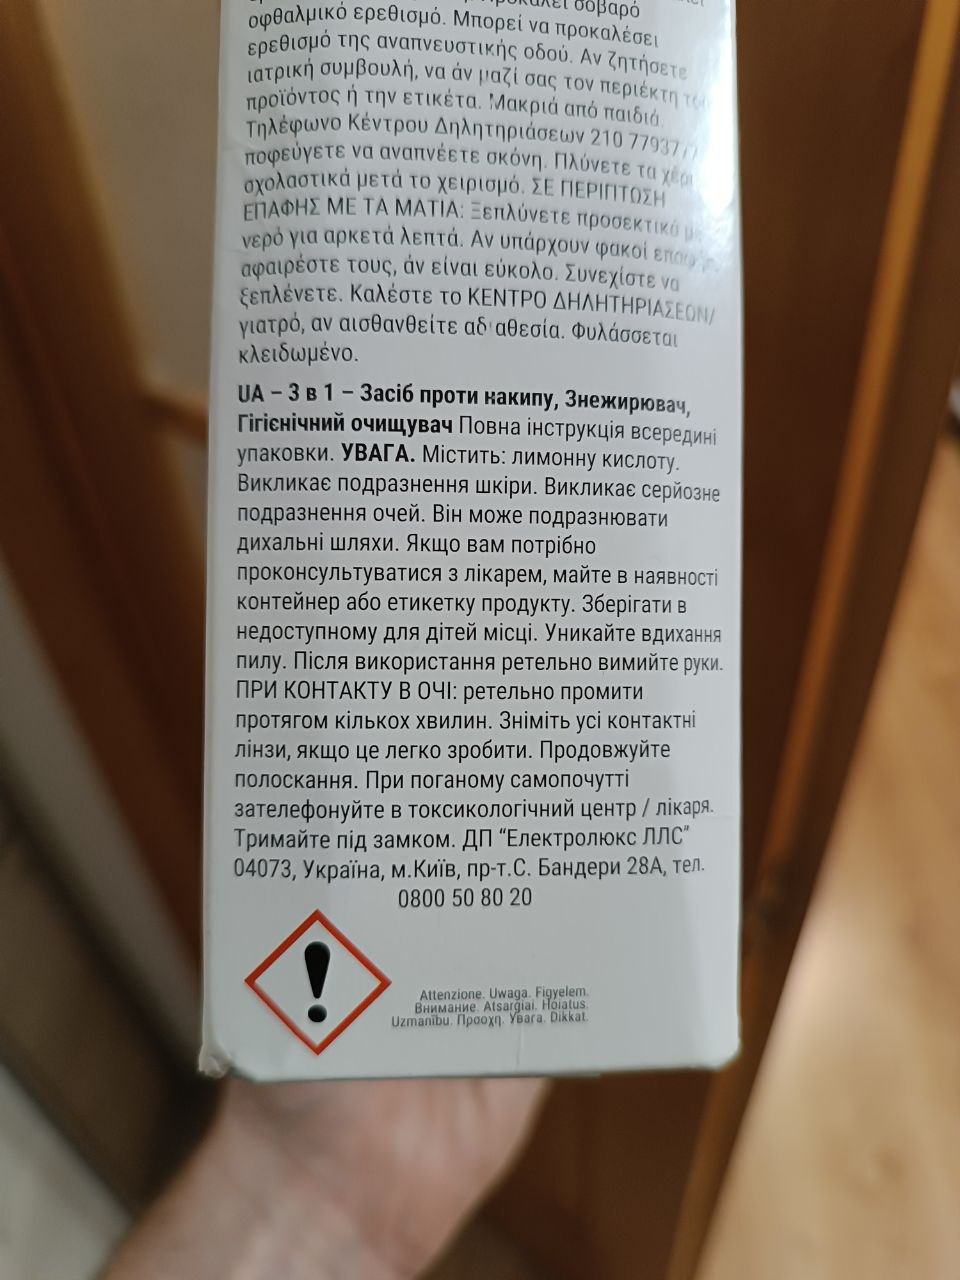 σοβαρό
οφθαλμικό ερεθισμό. Μπορεί να προκαλέσει
ερεθισμό της αναπνευστικής οδού. Αν ζητήσετε
ιατρική συμβουλή, να άν μαζί σας τον περιέκτη
προϊόντος ή την ετικέτα. Μακριά από παιδιά.
Τηλέφωνο Κέντρου Δηλητηριάσεων 210 779377
ποφεύγετε να αναπνέετε σκόνη. Πλύνετε τα
σχολαστικά μετά το χειρισμό. ΣΕ ΠΕΡΙΠΤΩΣΗ
ΕΠΑΦΗΣ ΜΕ ΤΑ ΜΑΤΙΑ: Ξεπλύνετε προσεκτικά
νερό για αρκετά λεπτά. Αν υπάρχουν φακοί
αφαιρέστε τους, άν είναι εύκολο. Συνεχίστε να
ξεπλένετε. Καλέστε το ΚΕΝΤΡΟ ΔΗΛΗΤΗΡΙΑΣΕΩΝ/
γιατρό, αν αισθανθείτε αδιαθεσία. Φυλάσσεται
κλειδωμένο.
UA – 3 в 1 – Засіб проти накипу, Знежирювач,
Гігієнічний очищувач Повна інструкція всередині
упаковки. УВАГА. Містить: лимонну кислоту.
Викликає подразнення шкіри. Викликає серйозне
подразнення очей. Він може подразнювати
дихальні шляхи. Якщо вам потрібно
проконсультуватися з лікарем, майте в наявності
контейнер або етикетку продукту. Зберігати в
недоступному для дітей місці. Уникайте вдихання
пилу. Після використання ретельно вимийте руки.
ПРИ КОНТАКТУ В ОЧІ: ретельно промити
протягом кількох хвилин. Зніміть усі контактні
лінзи, якщо це легко зробити. Продовжуйте
полоскання. При поганому самопочутті
зателефонуйте в токсикологічний центр / лікаря.
Тримайте під замком. ДП “Електролюкс ЛЛС”
04073, Україна, м.Київ, пр-т.С. Бандери 28А, тел.
0800 50 80 20
Attenzione. Uwaga. Figyelem.
Внимание. Atsargiai. Hoiatus.
Uzmanību. Προσοχη. Увага. Dikkat.